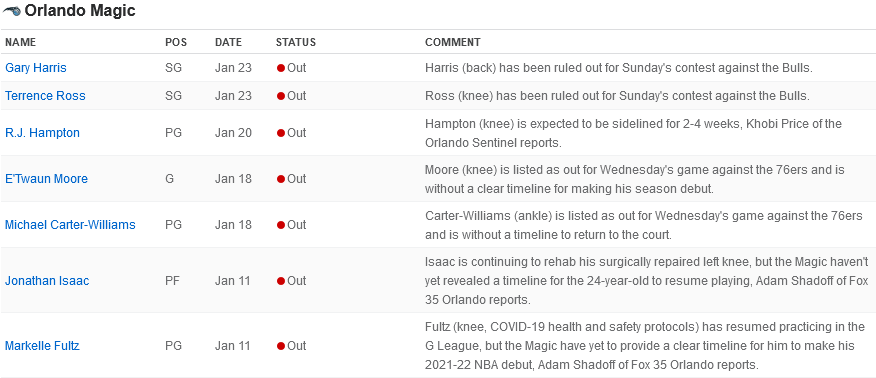 Orlando Magic
NAME POS DATE STATUS COMMENT
Gary Harris SG Jan 23 Out Harris (back) has been ruled out for Sunday's contest against the Bulls.
Terrence Ross SG Jan 23 Out Ross (knee) has been ruled out for Sunday's contest against the Bulls.
R.J. Hampton PG Jan 20 Out Hampton (knee) is expected to be sidelined for 2-4 weeks, Khobi Price of the
Orlando Sentinel reports.
E'Twaun Moore G Jan 18 Out Moore (knee) is listed as out for Wednesday's game against the 76ers and is
without a clear timeline for making his season debut.
Michael Carter-Williams PG Jan 18 Out Carter-Williams (ankle) is listed as out for Wednesday's game against the 76ers
and is without a timeline to return to the court.
Jonathan Isaac PF Jan 11 Out Isaac is continuing to rehab his surgically repaired left knee, but the Magic haven't
yet revealed a timeline for the 24-year-old to resume playing, Adam Shadoff of Fox
35 Orlando reports.
Markelle Fultz PG Jan 11 Out Fultz (knee, COVID-19 health and safety protocols) has resumed practicing in the
G League, but the Magic have yet to provide a clear timeline for him to make his
2021-22 NBA debut, Adam Shadoff of Fox 35 Orlando reports.